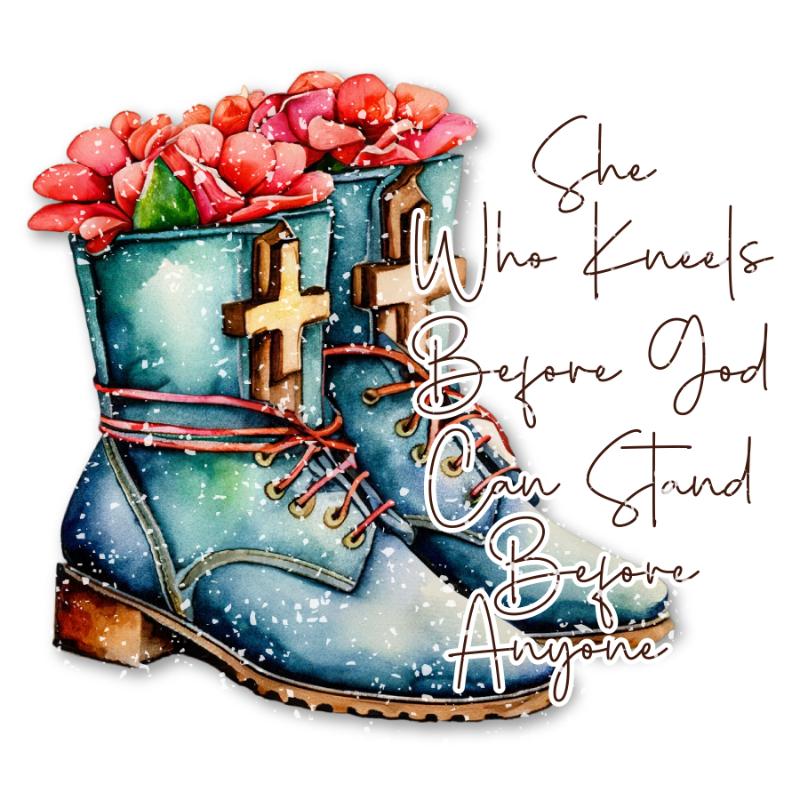 She
Who Kneels
Before God
Can Stand
Before
Anyone